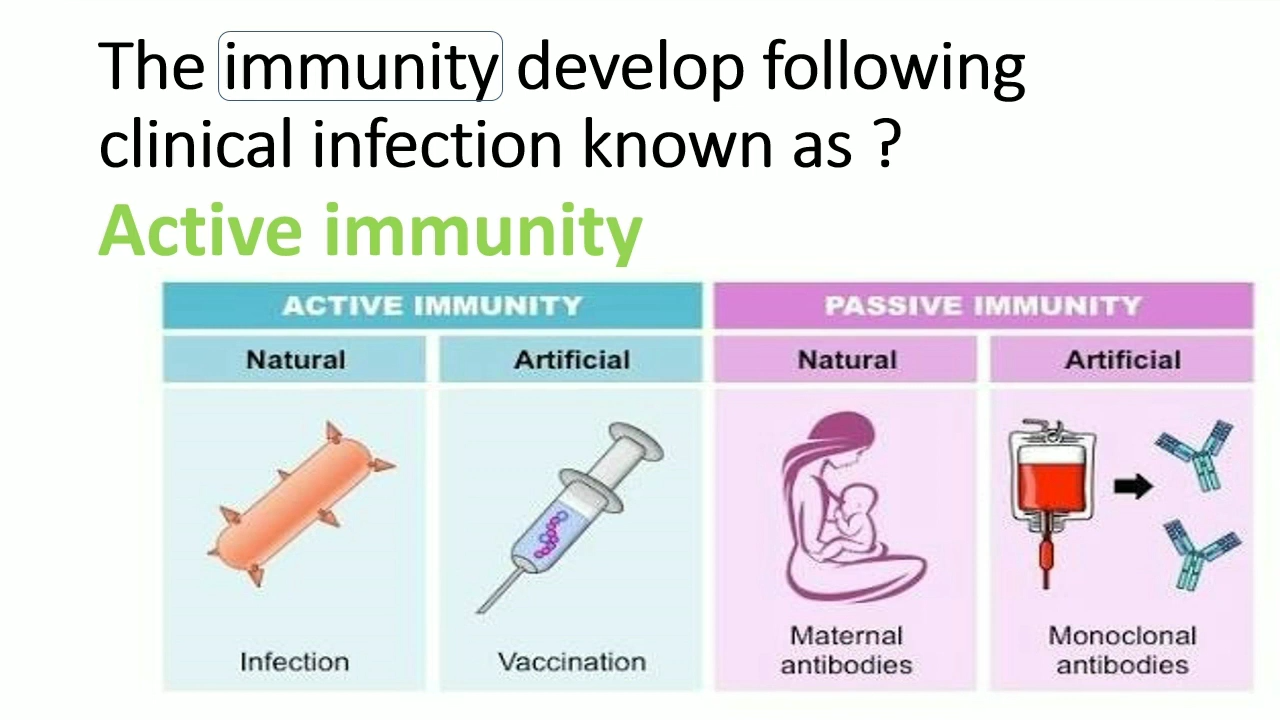 The immunity develop following
clinical infection known as ?
Active immunity
ACTIVE IMMUNITY
PASSIVE IMMUNITY
Natural
Artificial
Natural
Artificial
Infection
Vaccination
Maternal
antibodies
Monoclonal
antibodies